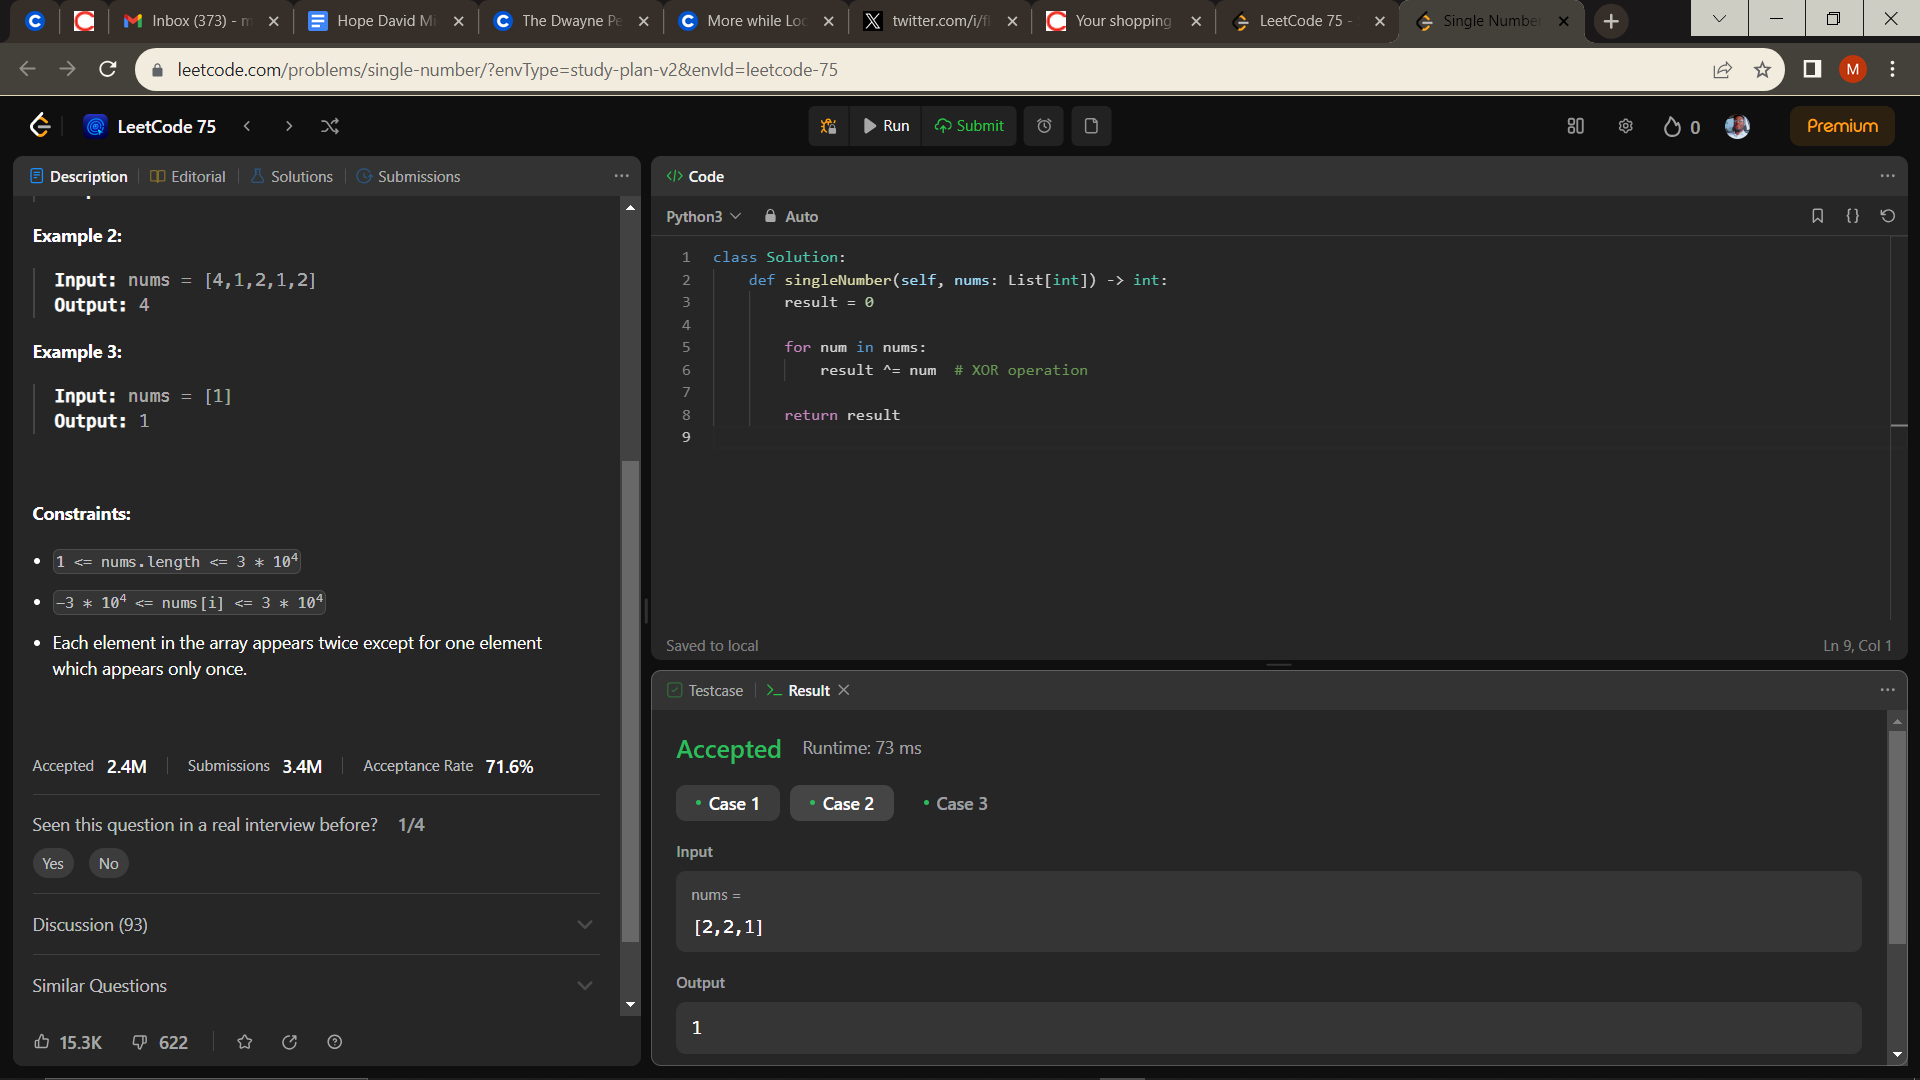 Inbox (373) - m
Hope David Mi
The Dwayne Pe
More while Loc
twitter.com/i/fl
Your shopping
LeetCode 75 -
Single Number
leetcode.com/problems/single-number/?envType=study-plan-v2&envId=leetcode-75
M
LeetCode 75
Run
Submit
0
Premium
Description
Editorial
Solutions
Submissions
Example 2:
Input: nums = [4,1,2,1,2]
Output: 4
Example 3:
Input: nums = [1]
Output: 1
Constraints:
• 1 <= nums.length <= 3 * 10⁴
• -3 * 10⁴ <= nums[i] <= 3 * 10⁴
• Each element in the array appears twice except for one element
which appears only once.
Accepted 2.4M
Submissions 3.4M
Acceptance Rate 71.6%
Seen this question in a real interview before? 1/4
Yes
No
Discussion (93)
Similar Questions
15.3K
622
</> Code
Python3
Auto
1 class Solution:
2 def singleNumber(self, nums: List[int]) -> int:
3 result = 0
4
5 for num in nums:
6 result ^= num # XOR operation
7
8 return result
9
Saved to local
Ln 9, Col 1
Testcase
>_ Result
Accepted
Runtime: 73 ms
• Case 1
• Case 2
• Case 3
Input
nums =
[2,2,1]
Output
1